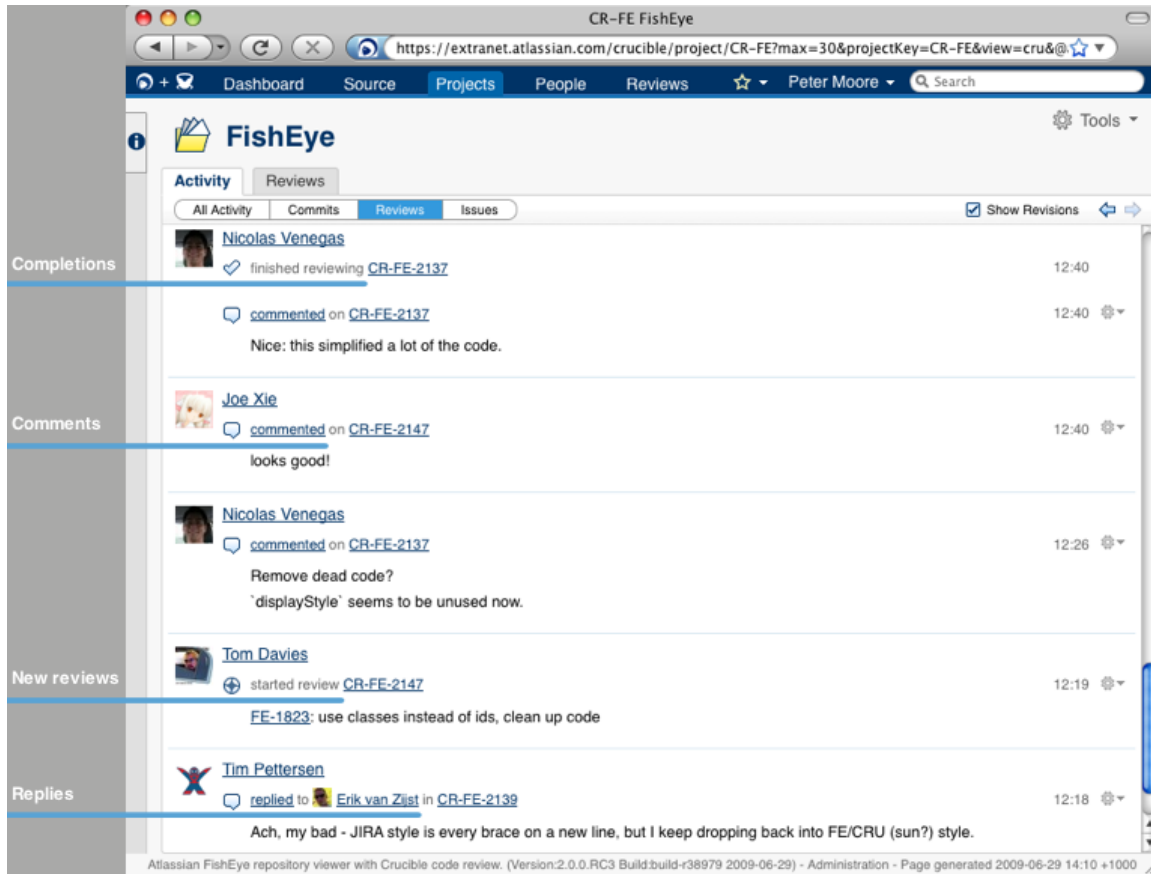 CR-FE FishEye
https://extranet.atlassian.com/crucible/project/CR-FE?max=30&projectKey=CR-FE&view=cru&@.
+ Dashboard Source Projects People Reviews Peter Moore Search
FishEye
Tools
Activity Reviews
All Activity Commits Reviews Issues Show Revisions
Nicolas Venegas
Completions
finished reviewing CR-FE-2137 12:40
commented on CR-FE-2137 12:40
Nice: this simplified a lot of the code.
Joe Xie
Comments
commented on CR-FE-2147 12:40
looks good!
Nicolas Venegas
commented on CR-FE-2137 12:26
Remove dead code?
`displayStyle` seems to be unused now.
Tom Davies
New reviews
started review CR-FE-2147 12:19
FE-1823: use classes instead of ids, clean up code
Tim Pettersen
Replies
replied to Erik van Zijst in CR-FE-2139 12:18
Ach, my bad - JIRA style is every brace on a new line, but I keep dropping back into FE/CRU (sun?) style.
Atlassian FishEye repository viewer with Crucible code review. (Version:2.0.0.RC3 Build:build-r38979 2009-06-29) - Administration - Page generated 2009-06-29 14:10 +1000